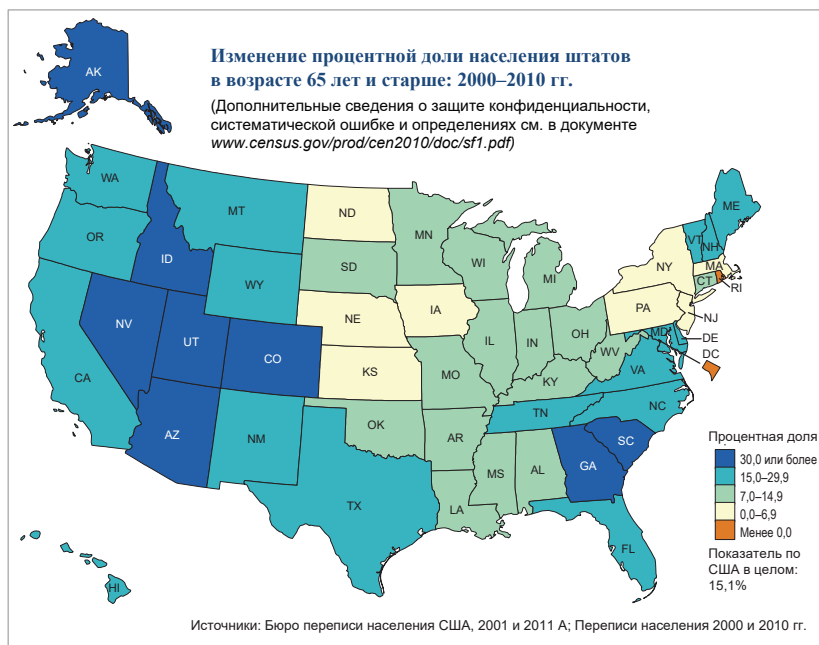 Изменение процентной доли населения штатов
в возрасте 65 лет и старше: 2000–2010 гг.
(Дополнительные сведения о защите конфиденциальности,
систематической ошибке и определениях см. в документе
www.census.gov/prod/cen2010/doc/sf1.pdf)
AK
WA
MT
ND
MN
ME
OR
ID
WY
SD
WI
MI
VT
NH
NY
MA
CT
RI
NV
UT
CO
NE
IA
IL
IN
OH
PA
NJ
MD
DE
DC
CA
KS
MO
KY
WV
VA
AZ
NM
OK
AR
TN
NC
SC
TX
LA
MS
AL
GA
FL
HI
Процентная доля
30,0 или более
15,0–29,9
7,0–14,9
0,0–6,9
Менее 0,0
Показатель по
США в целом:
15,1%
Источники: Бюро переписи населения США, 2001 и 2011 A; Переписи населения 2000 и 2010 гг.